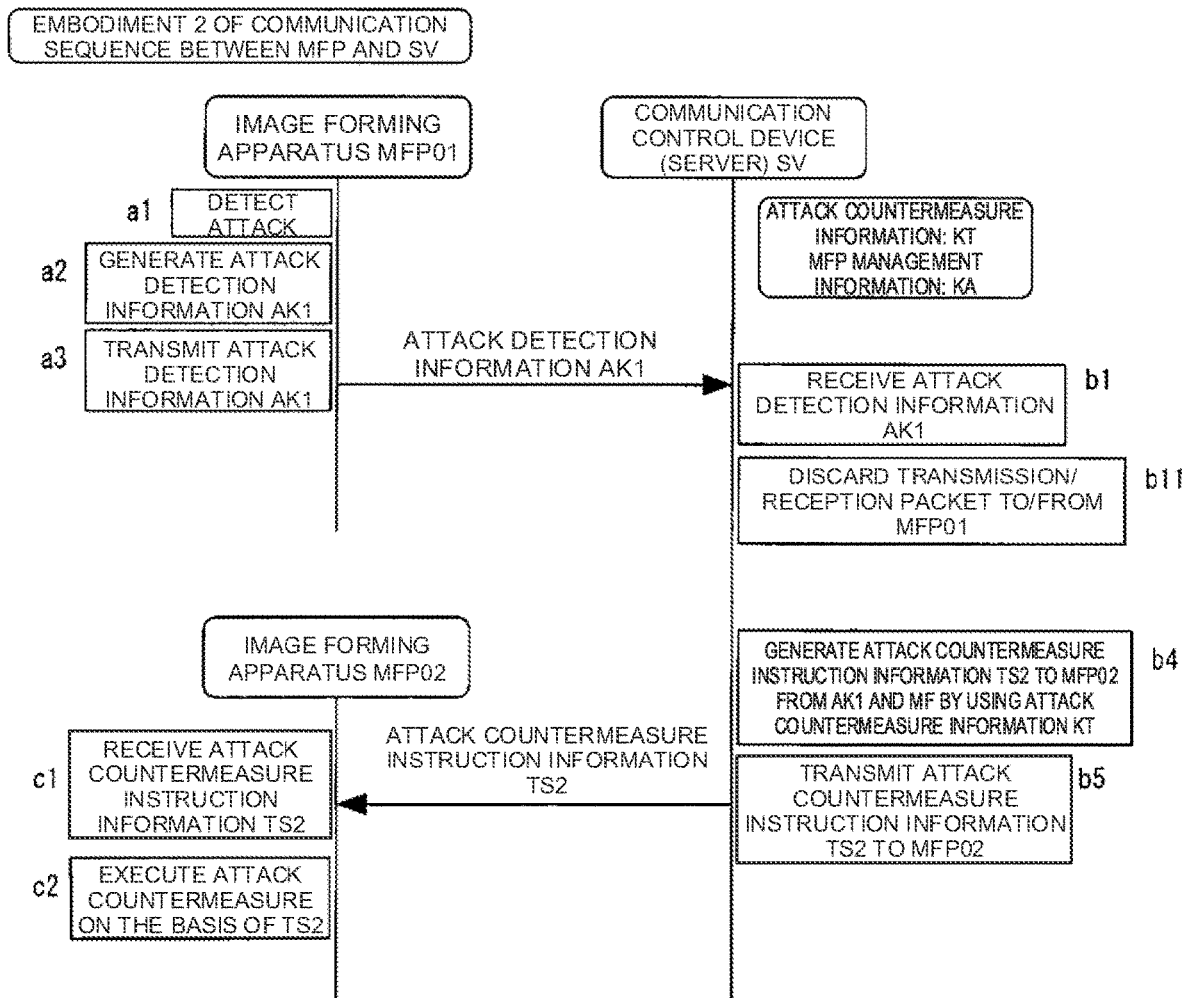 EMBODIMENT 2 OF COMMUNICATION
SEQUENCE BETWEEN MFP AND SV
IMAGE FORMING
APPARATUS MFP01
COMMUNICATION
CONTROL DEVICE
(SERVER) SV
a1
DETECT
ATTACK
ATTACK COUNTERMEASURE
INFORMATION: KT
MFP MANAGEMENT
INFORMATION: KA
a2
GENERATE ATTACK
DETECTION
INFORMATION AK1
a3
TRANSMIT ATTACK
DETECTION
INFORMATION AK1
ATTACK DETECTION
INFORMATION AK1
RECEIVE ATTACK
DETECTION INFORMATION
AK1
b1
DISCARD TRANSMISSION/
RECEPTION PACKET TO/FROM
MFP01
b11
IMAGE FORMING
APPARATUS MFP02
GENERATE ATTACK COUNTERMEASURE
INSTRUCTION INFORMATION TS2 TO MFP02
FROM AK1 AND MF BY USING ATTACK
COUNTERMEASURE INFORMATION KT
b4
c1
RECEIVE ATTACK
COUNTERMEASURE
INSTRUCTION
INFORMATION TS2
ATTACK COUNTERMEASURE
INSTRUCTION INFORMATION
TS2
TRANSMIT ATTACK
COUNTERMEASURE
INSTRUCTION INFORMATION
TS2 TO MFP02
b5
c2
EXECUTE ATTACK
COUNTERMEASURE
ON THE BASIS OF TS2